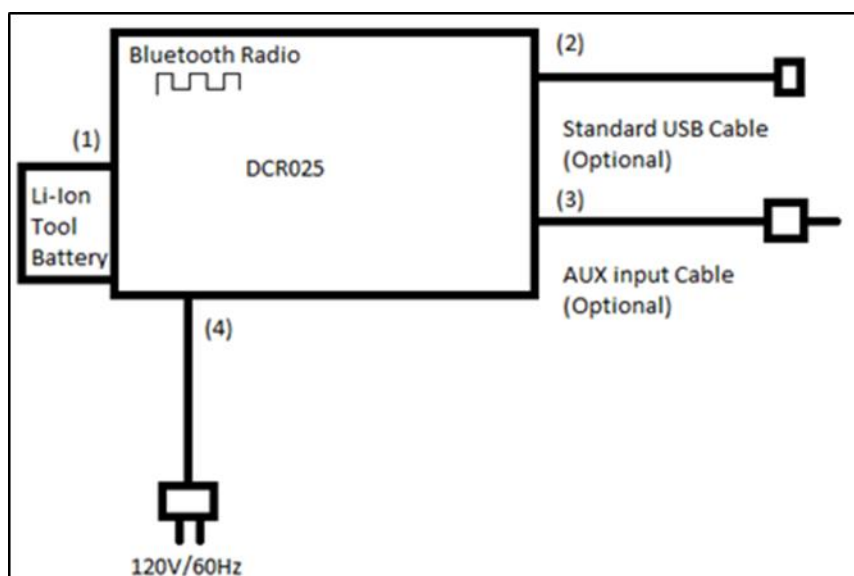 Bluetooth Radio
DCR025
(1)
Li-Ion
Tool
Battery
(2)
Standard USB Cable
(Optional)
(3)
AUX input Cable
(Optional)
(4)
120V/60Hz